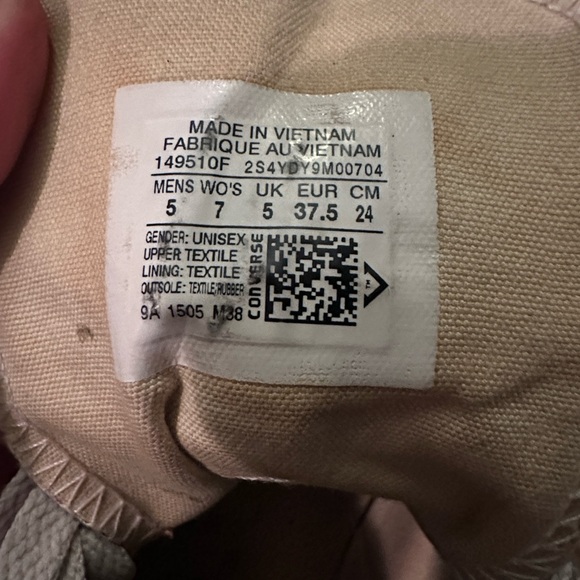 MADE IN VIETNAM
FABRIQUE AU VIETNAM
149510F 2S4YDY9M00704
MENS WO'S UK EUR CM
5 7 5 37.5 24
GENDER: UNISEX
UPPER TEXTILE
LINING: TEXTILE
OUTSOLE: TEXTILE/RUBBER
9A 1505 M38
CONVERSE